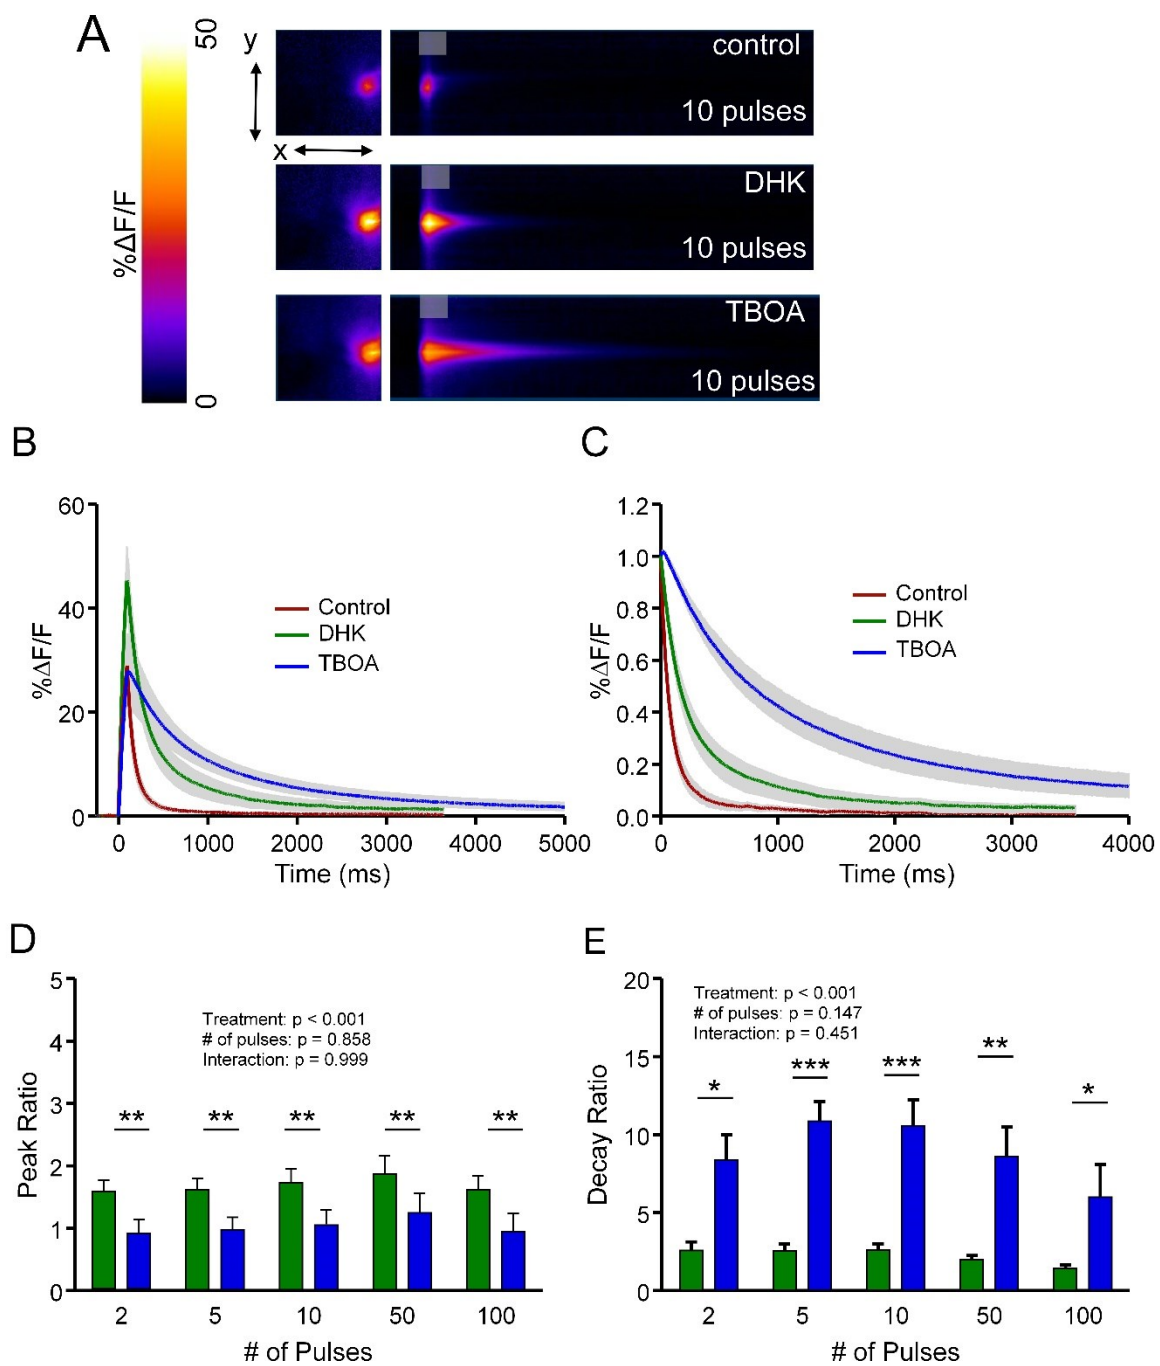 A
50
%ΔF/F
0
y
x
control
10 pulses
DHK
10 pulses
TBOA
10 pulses
B
60
40
20
0
%ΔF/F
Control
DHK
TBOA
0 1000 2000 3000 4000 5000
Time (ms)
C
1.2
1.0
0.8
0.6
0.4
0.2
0.0
%ΔF/F
Control
DHK
TBOA
0 1000 2000 3000 4000
Time (ms)
D
5
4
3
2
1
0
Peak Ratio
Treatment: p < 0.001
# of pulses: p = 0.858
Interaction: p = 0.999
** ** ** ** **
2 5 10 50 100
# of Pulses
E
20
15
10
5
0
Decay Ratio
Treatment: p < 0.001
# of pulses: p = 0.147
Interaction: p = 0.451
* *** *** ** *
2 5 10 50 100
# of Pulses